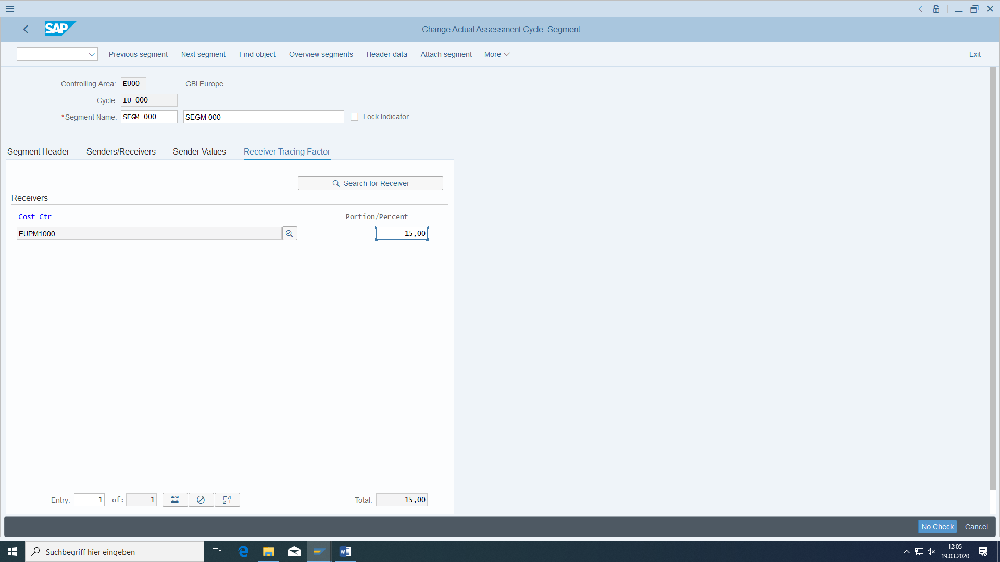 SAP
Change Actual Assessment Cycle: Segment
Previous segment Next segment Find object Overview segments Header data Attach segment More Exit
Controlling Area: EU00 GBI Europe
Cycle: IU-000
*Segment Name: SEGM-000 SEGM 000 Lock Indicator
Segment Header Senders/Receivers Sender Values Receiver Tracing Factor
Search for Receiver
Receivers
Cost Ctr Portion/Percent
EUPM1000 15,00
Entry: 1 of: 1 Total: 15,00
No Check Cancel
Suchbegriff hier eingeben
12:05
19.03.2020